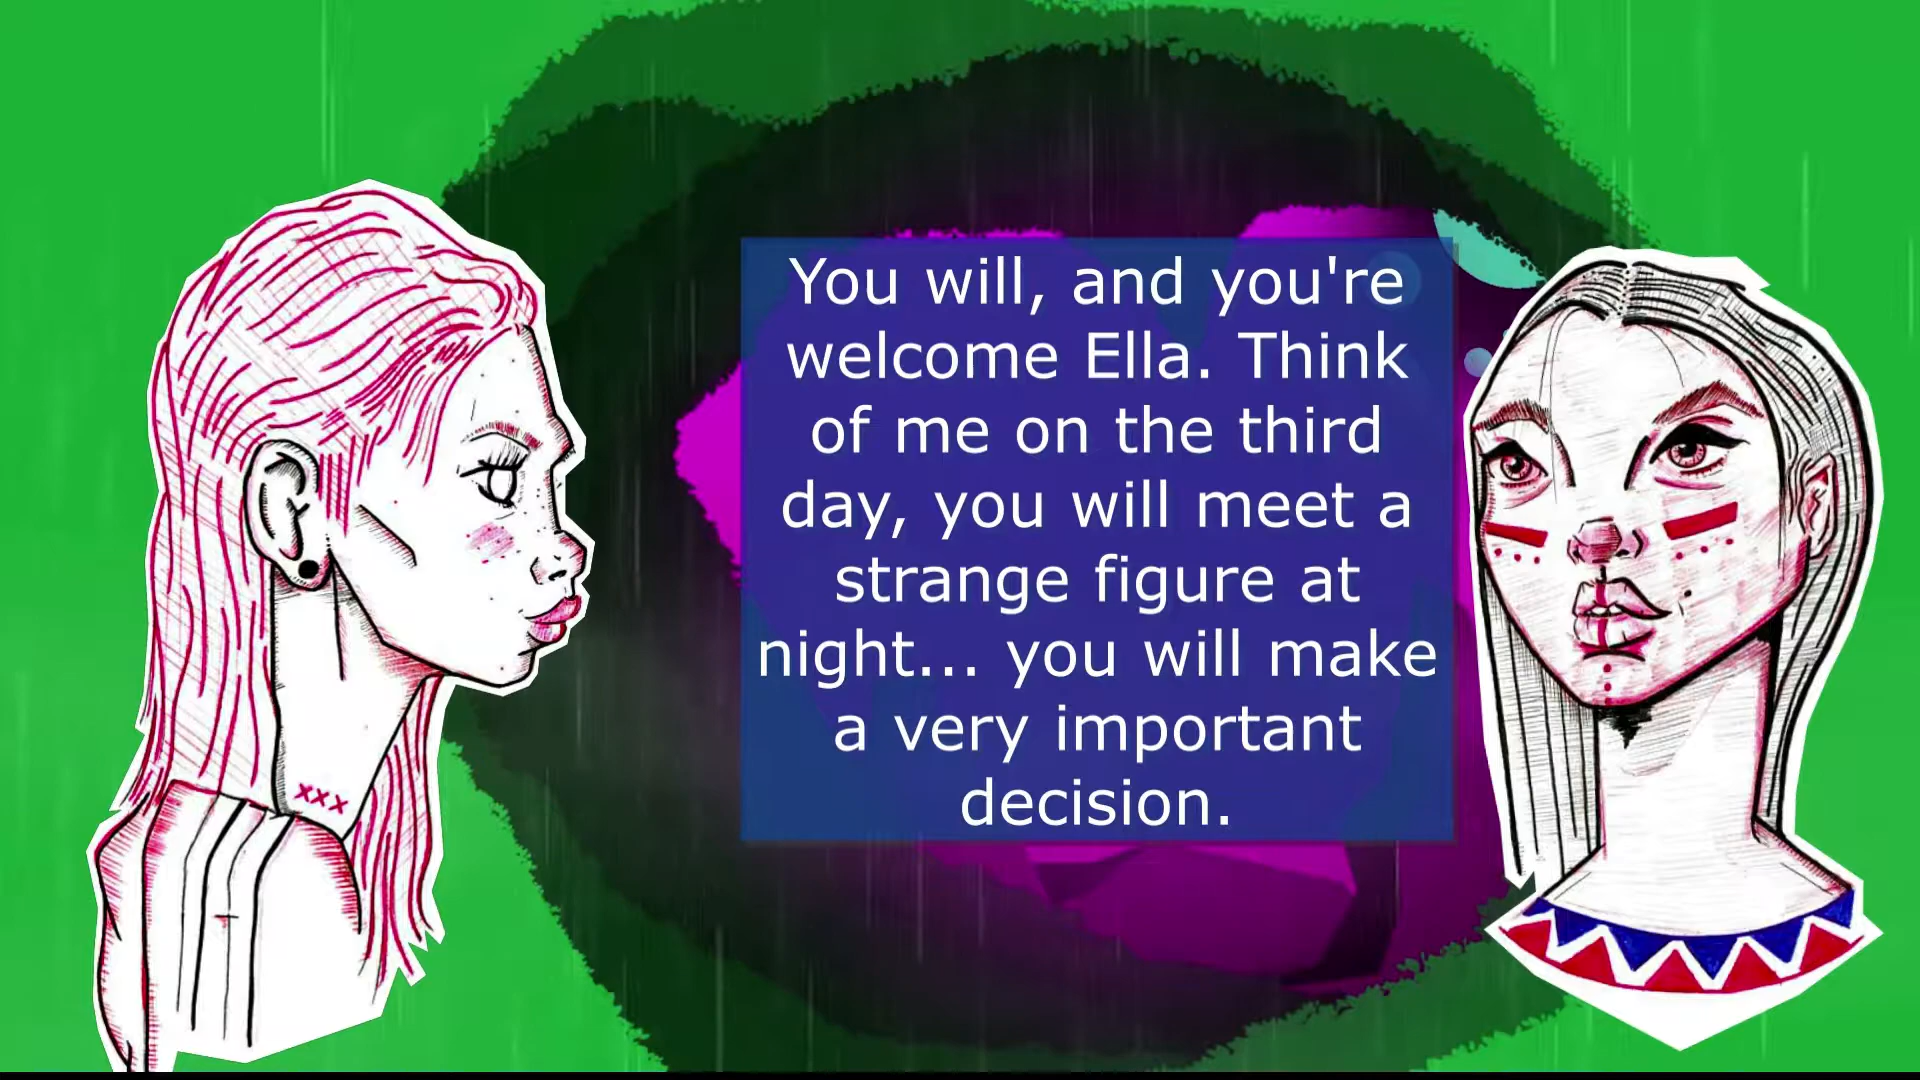 You will, and you're
welcome Ella. Think
of me on the third
day, you will meet a
strange figure at
night... you will make
a very important
decision.
xxx